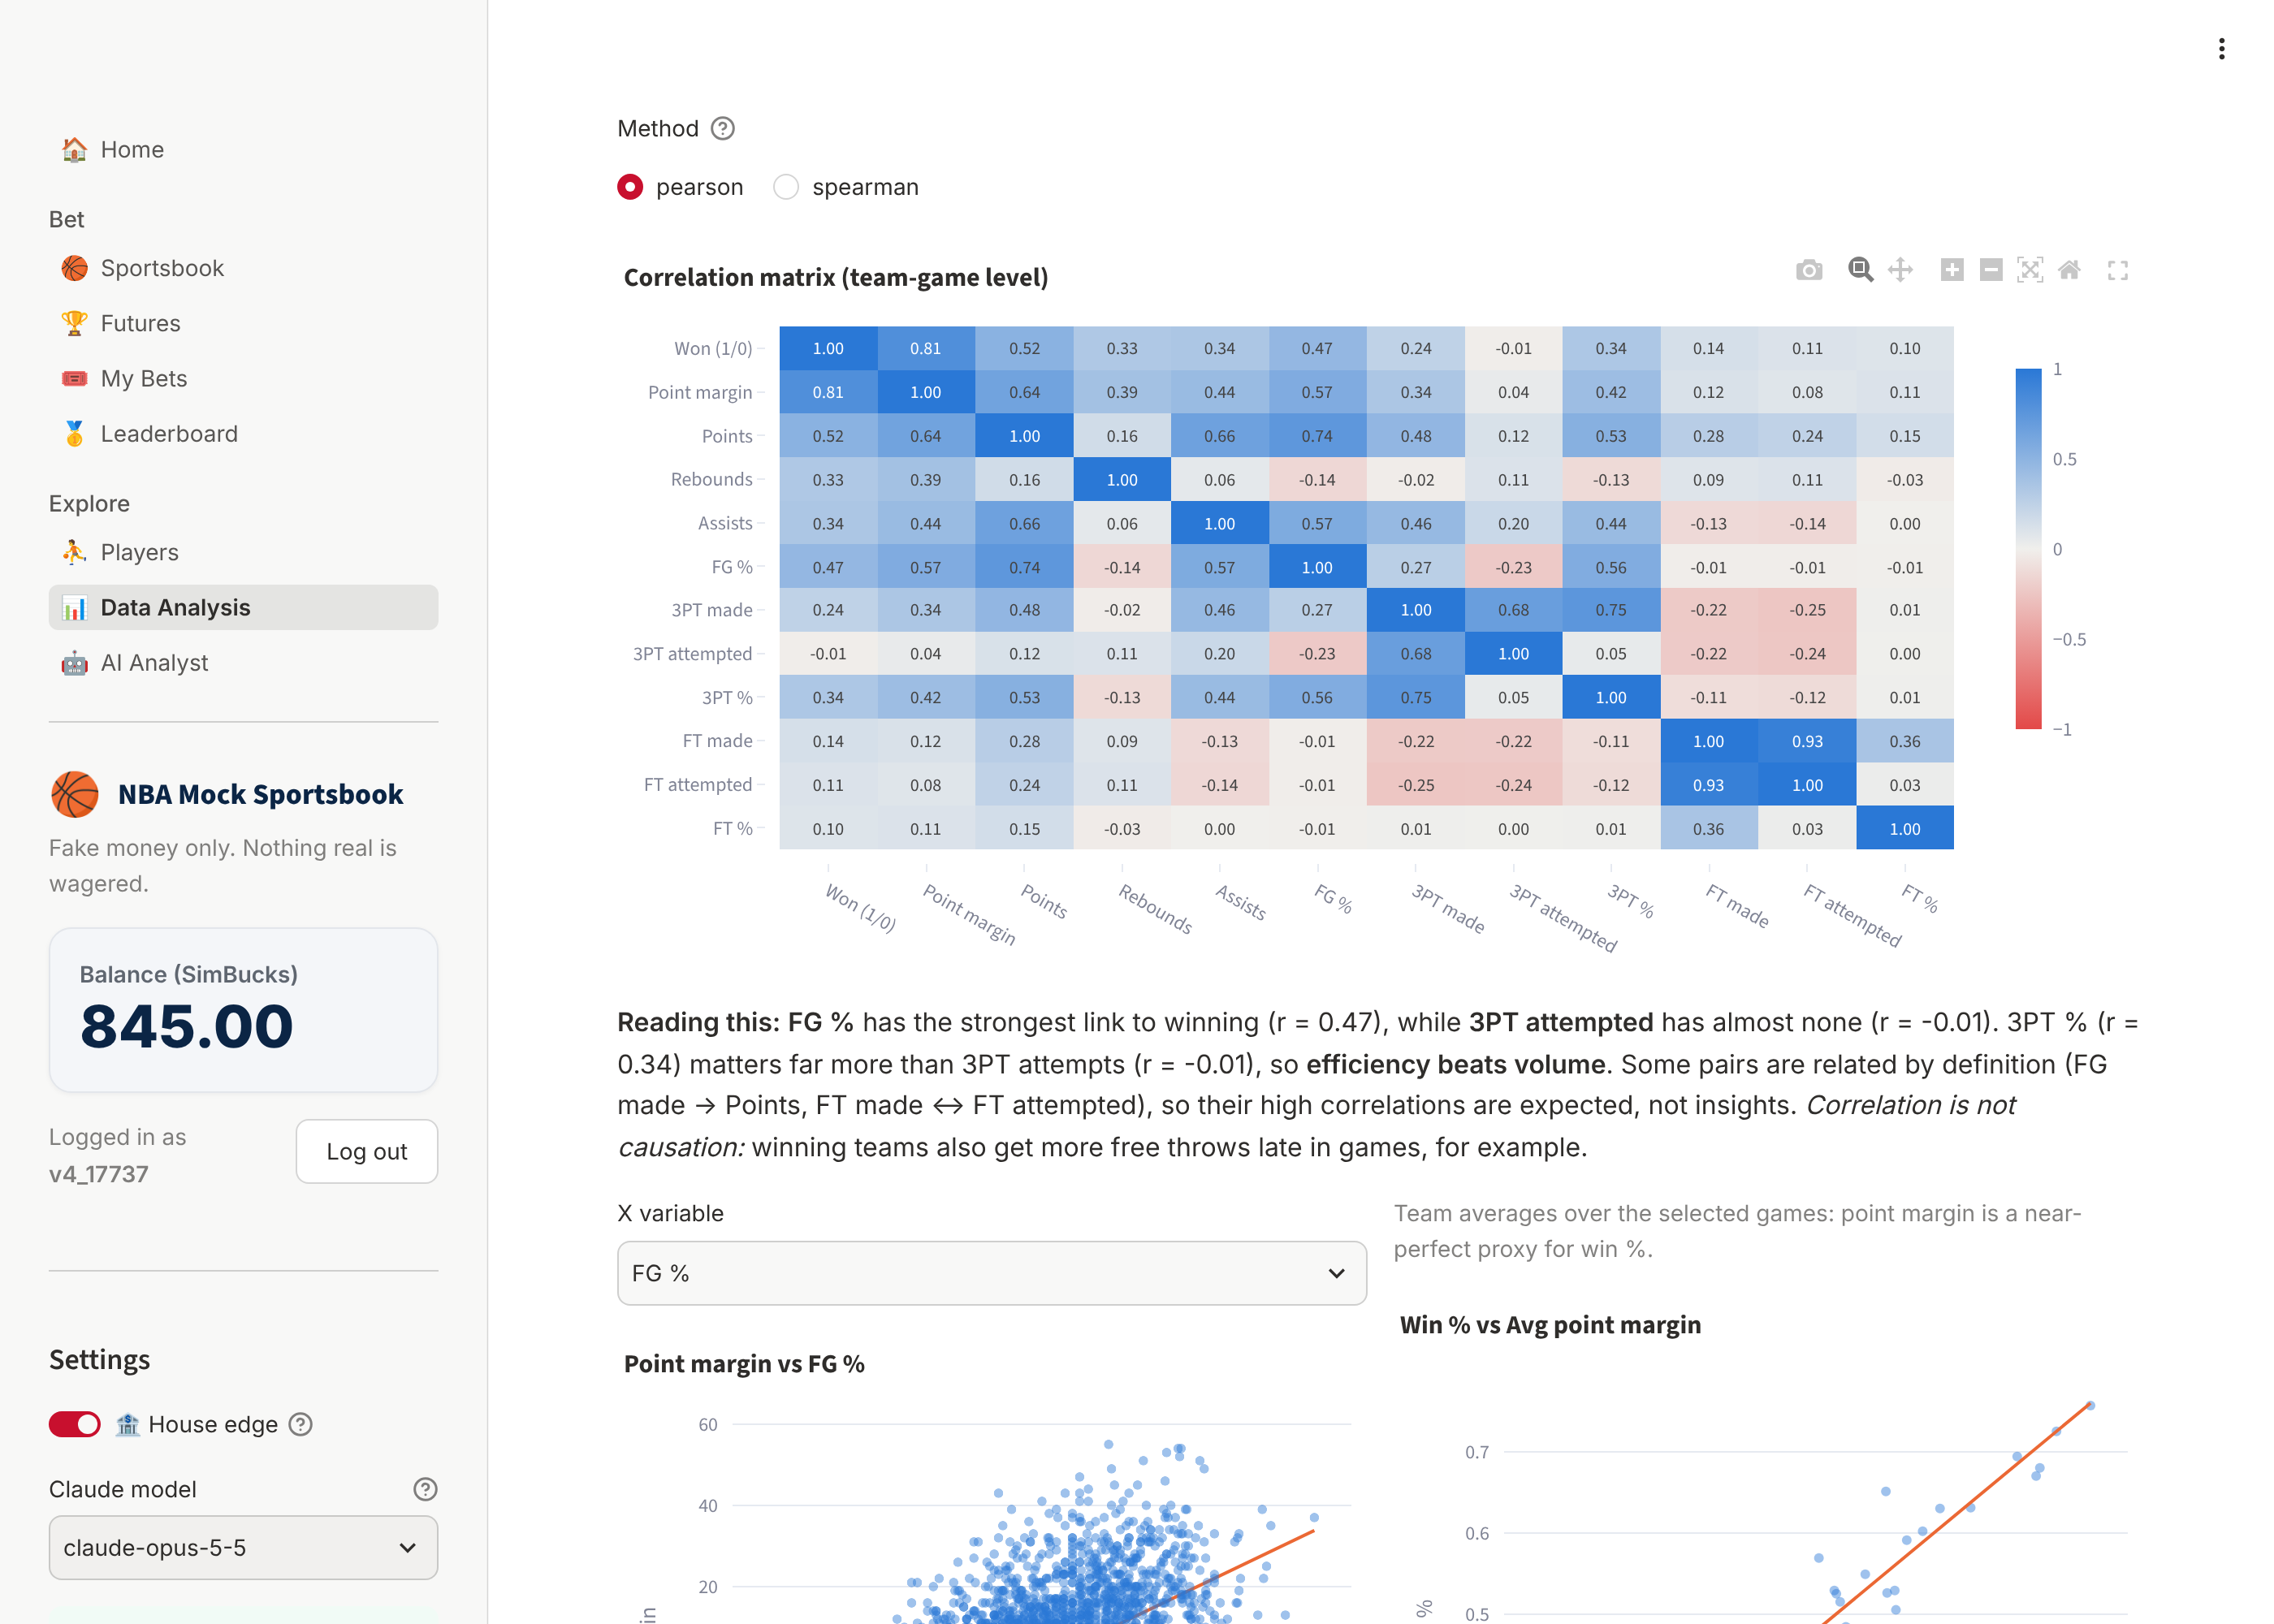 Home
Bet
Sportsbook
Futures
My Bets
Leaderboard
Explore
Players
Data Analysis
AI Analyst
NBA Mock Sportsbook
Fake money only. Nothing real is
wagered.
Balance (SimBucks)
845.00
Logged in as
v4_17737
Log out
Settings
House edge
Claude model
claude-opus-5-5
Method
pearson spearman
Correlation matrix (team-game level)
Won (1/0) 1.00 0.81 0.52 0.33 0.34 0.47 0.24 -0.01 0.34 0.14 0.11 0.10
Point margin 0.81 1.00 0.64 0.39 0.44 0.57 0.34 0.04 0.42 0.12 0.08 0.11
Points 0.52 0.64 1.00 0.16 0.66 0.74 0.48 0.12 0.53 0.28 0.24 0.15
Rebounds 0.33 0.39 0.16 1.00 0.06 -0.14 -0.02 0.11 -0.13 0.09 0.11 -0.03
Assists 0.34 0.44 0.66 0.06 1.00 0.57 0.46 0.20 0.44 -0.13 -0.14 0.00
FG % 0.47 0.57 0.74 -0.14 0.57 1.00 0.27 -0.23 0.56 -0.01 -0.01 -0.01
3PT made 0.24 0.34 0.48 -0.02 0.46 0.27 1.00 0.68 0.75 -0.22 -0.25 0.01
3PT attempted -0.01 0.04 0.12 0.11 0.20 -0.23 0.68 1.00 0.05 -0.22 -0.24 0.00
3PT % 0.34 0.42 0.53 -0.13 0.44 0.56 0.75 0.05 1.00 -0.11 -0.12 0.01
FT made 0.14 0.12 0.28 0.09 -0.13 -0.01 -0.22 -0.22 -0.11 1.00 0.93 0.36
FT attempted 0.11 0.08 0.24 0.11 -0.14 -0.01 -0.25 -0.24 -0.12 0.93 1.00 0.03
FT % 0.10 0.11 0.15 -0.03 0.00 -0.01 0.01 0.00 0.01 0.36 0.03 1.00
Won (1/0) Point margin Points Rebounds Assists FG % 3PT made 3PT attempted 3PT % FT made FT attempted FT %
1
0.5
0
−0.5
−1
Reading this: FG % has the strongest link to winning (r = 0.47), while 3PT attempted has almost none (r = -0.01). 3PT % (r =
0.34) matters far more than 3PT attempts (r = -0.01), so efficiency beats volume. Some pairs are related by definition (FG
made → Points, FT made ↔ FT attempted), so their high correlations are expected, not insights. Correlation is not
causation: winning teams also get more free throws late in games, for example.
X variable
FG %
Point margin vs FG %
60
40
20
Team averages over the selected games: point margin is a near-
perfect proxy for win %.
Win % vs Avg point margin
0.7
0.6
0.5
%